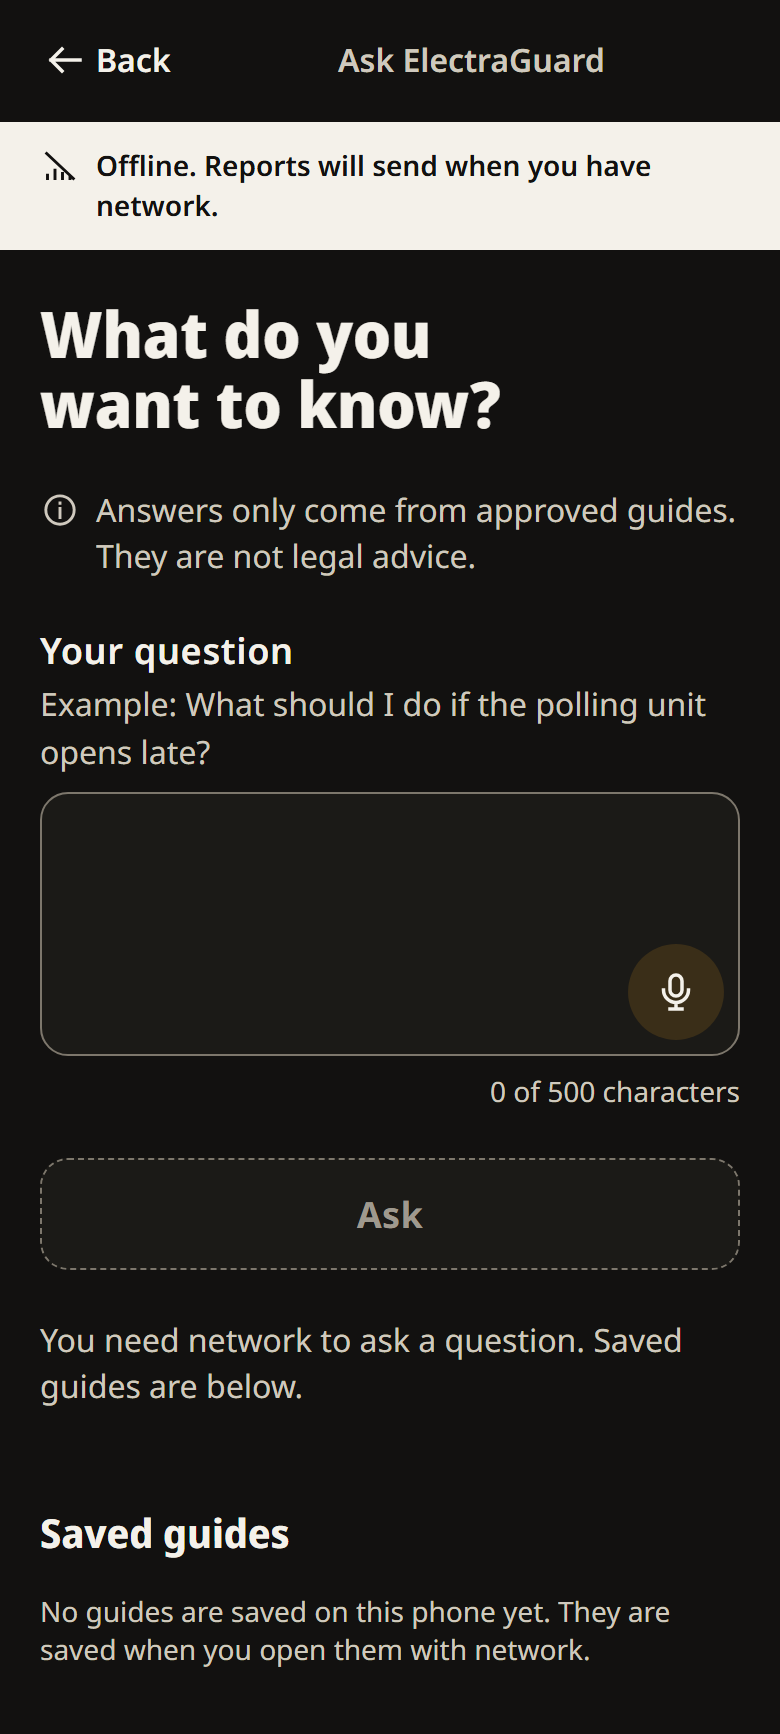 Back
Ask ElectraGuard
Offline. Reports will send when you have
network.
What do you
want to know?
Answers only come from approved guides.
They are not legal advice.
Your question
Example: What should I do if the polling unit
opens late?
0 of 500 characters
Ask
You need network to ask a question. Saved
guides are below.
Saved guides
No guides are saved on this phone yet. They are
saved when you open them with network.